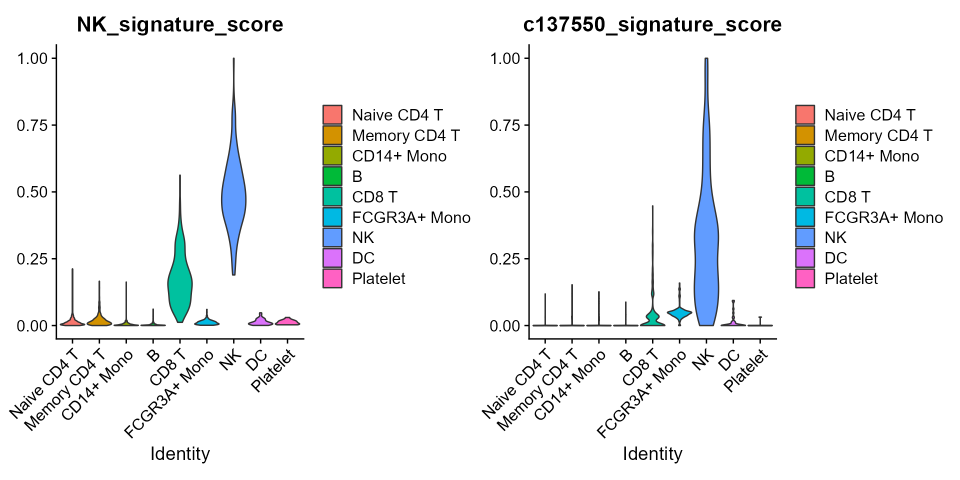 NK_signature_score
1.00
0.75
0.50
0.25
0.00
Naive CD4 T
Memory CD4 T
CD14+ Mono
B
CD8 T
FCGR3A+ Mono
NK
DC
Platelet
Identity
Naive CD4 T
Memory CD4 T
CD14+ Mono
B
CD8 T
FCGR3A+ Mono
NK
DC
Platelet
c137550_signature_score
1.00
0.75
0.50
0.25
0.00
Naive CD4 T
Memory CD4 T
CD14+ Mono
B
CD8 T
FCGR3A+ Mono
NK
DC
Platelet
Identity
Naive CD4 T
Memory CD4 T
CD14+ Mono
B
CD8 T
FCGR3A+ Mono
NK
DC
Platelet